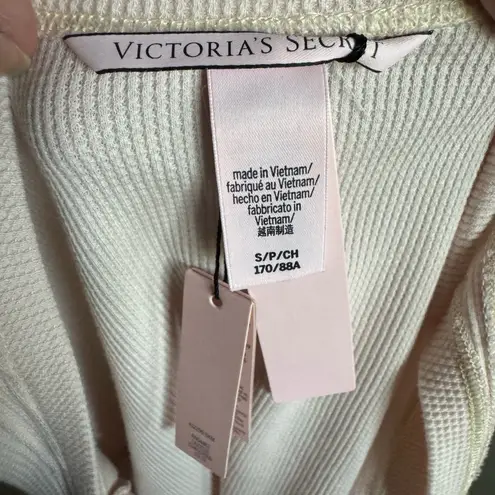 VICTORIA'S SECRET
made in Vietnam/
fabriqué au Vietnam/
hecho en Vietnam/
fabbricato in
Vietnam/
越南制造
S/P/CH
170/88A